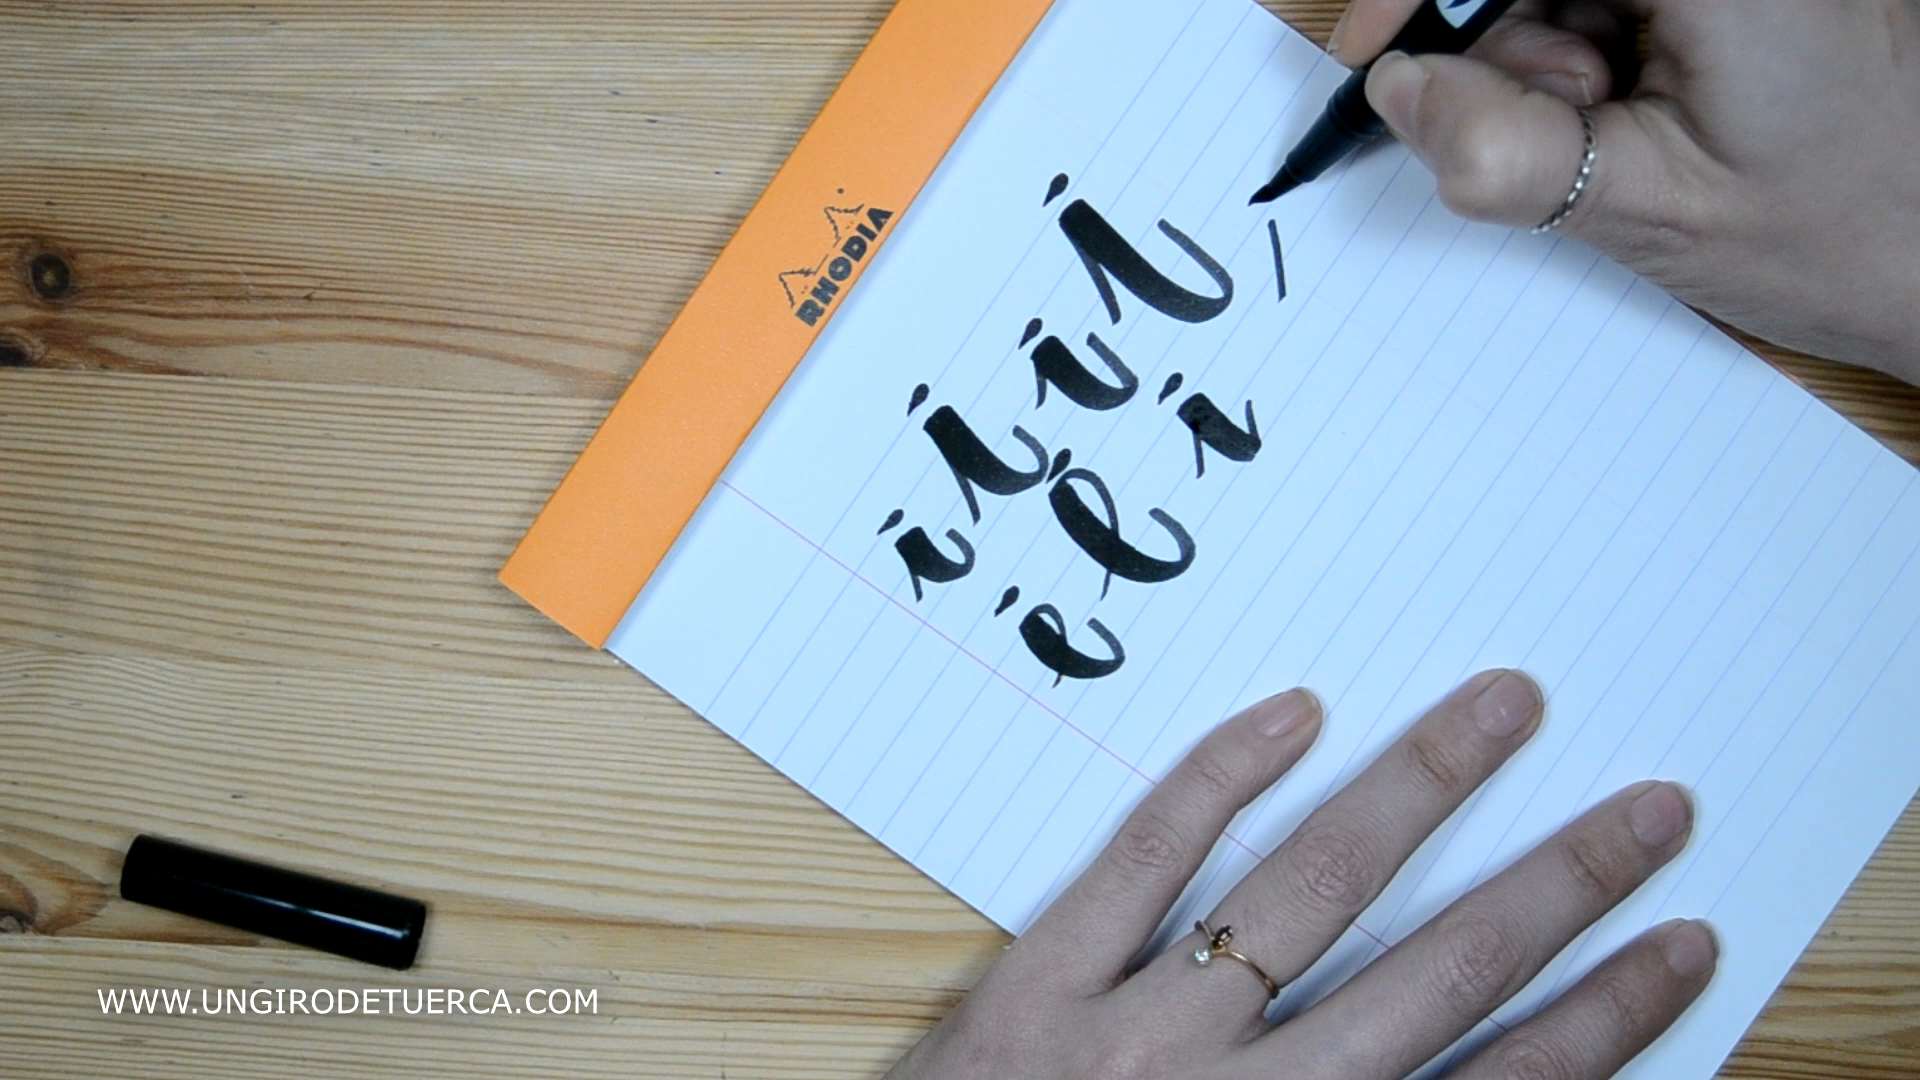 RHODIA
i i i i
é é i
WWW.UNGIRODETUERCA.COM